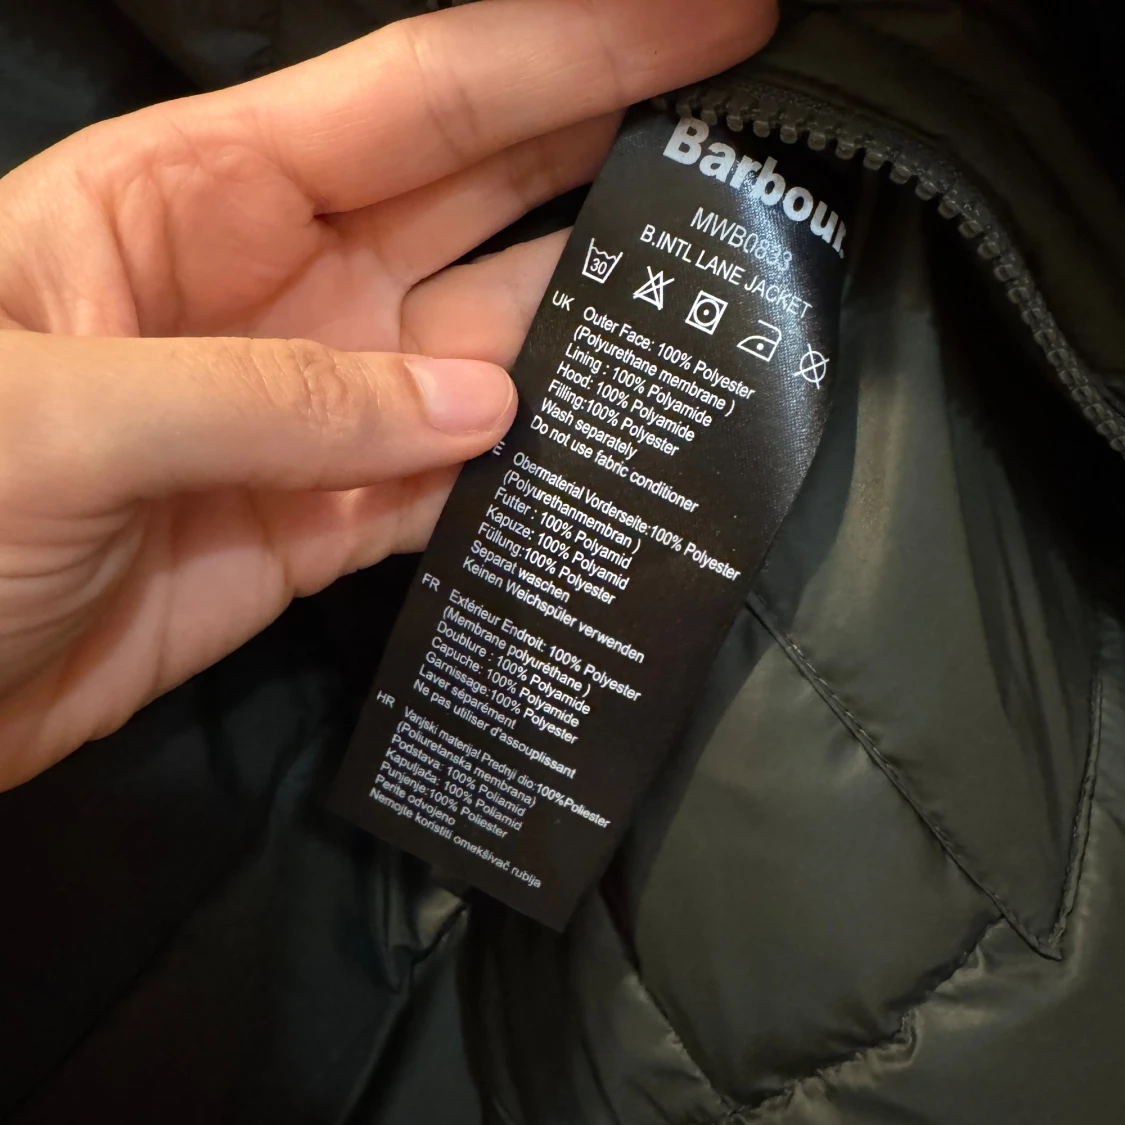 Barbour.
MWB0833
B.INTL LANE JACKET
30
UK Outer Face: 100% Polyester
(Polyurethane membrane )
Lining : 100% Polyamide
Hood: 100% Polyamide
Filling:100% Polyester
Wash separately
Do not use fabric conditioner
E Obermaterial Vorderseite:100% Polyester
(Polyurethanmembran )
Futter : 100% Polyamid
Kapuze: 100% Polyamid
Füllung:100% Polyester
Separat waschen
Keinen Weichspüler verwenden
FR Extérieur Endroit: 100% Polyester
(Membrane polyuréthane )
Doublure : 100% Polyamide
Capuche: 100% Polyamide
Garnissage:100% Polyester
Laver séparément
Ne pas utiliser d'assouplissant
HR Vanjski materijal Prednji dio:100%Poliester
(Poliuretanska membrana)
Podstava: 100% Poliamid
Kapuljača: 100% Poliamid
Punjenje:100% Poliester
Perite odvojeno
Nemojte koristiti omekšivač rublja